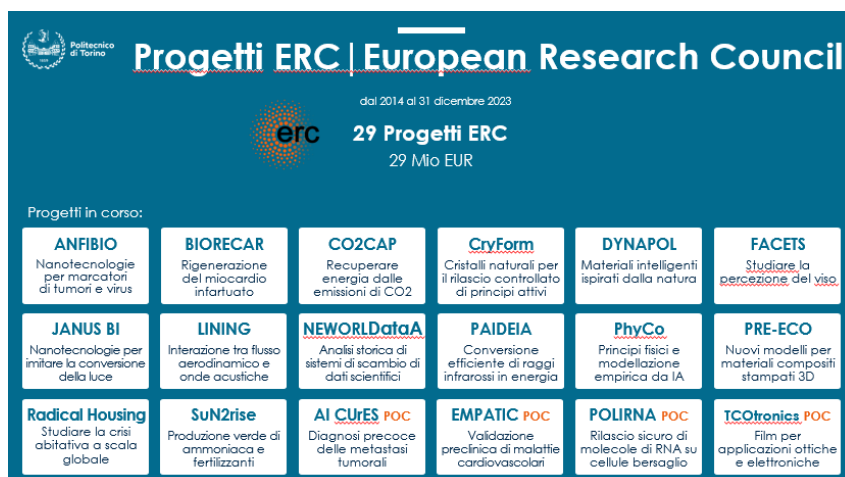 Politecnico
di Torino
Progetti ERC|European Research Council
dal 2014 al 31 dicembre 2023
erc
29 Progetti ERC
29 Mio EUR
Progetti in corso:
ANFIBIO
Nanotecnologie
per marcatori
di tumori e virus
BIORECAR
Rigenerazione
del miocardio
infartuato
CO2CAP
Recuperare
energia dalle
emissioni di CO2
CryForm
Cristalli naturali per
il rilascio controllato
di principi attivi
DYNAPOL
Materiali intelligenti
ispirati dalla natura
FACETS
Studiare la
percezione del viso
JANUS BI
Nanotecnologie per
imitare la conversione
della luce
LINING
Interazione tra flusso
aerodinamico e
onde acustiche
NEWORLDataA
Analisi storica di
sistemi di scambio di
dati scientifici
PAIDEIA
Conversione
efficiente di raggi
infrarossi in energia
PhyCo
Principi fisici e
modellazione
empirica da IA
PRE-ECO
Nuovi modelli per
materiali compositi
stampati 3D
Radical Housing
Studiare la crisi
abitativa a scala
globale
SuN2rise
Produzione verde di
ammoniaca e
fertilizzanti
AI CUrES POC
Diagnosi precoce
delle metastasi
tumorali
EMPATIC POC
Validazione
preclinica di malattie
cardiovascolari
POLIRNA POC
Rilascio sicuro di
molecole di RNA su
cellule bersaglio
TCOtronics POC
Film per
applicazioni ottiche
e elettroniche